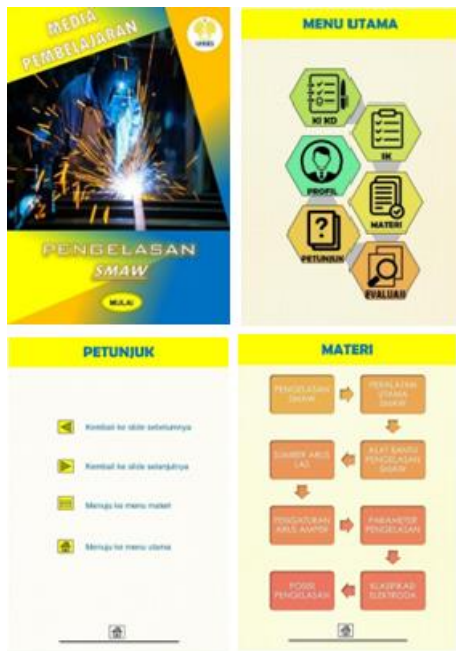 MEDIA
PEMBELAJARAN
UNNES
PENGELASAN
SMAW
MULAI
MENU UTAMA
KI KD
IK
PROFIL
MATERI
PETUNJUK
EVALUASI
PETUNJUK
Kembali ke slide sebelumnya
Kembali ke slide selanjutnya
Menuju ke menu materi
Menuju ke menu utama
MATERI
PENGELASAN
SMAW
PERALATAN
UTAMA
SMAW
SUMBER ARUS
LAS
ALAT BANTU
PENGELASAN
SMAW
PENGATURAN
ARUS AMPER
PARAMETER
PENGELASAN
POSISI
PENGELASAN
KLASIFIKASI
ELEKTRODA